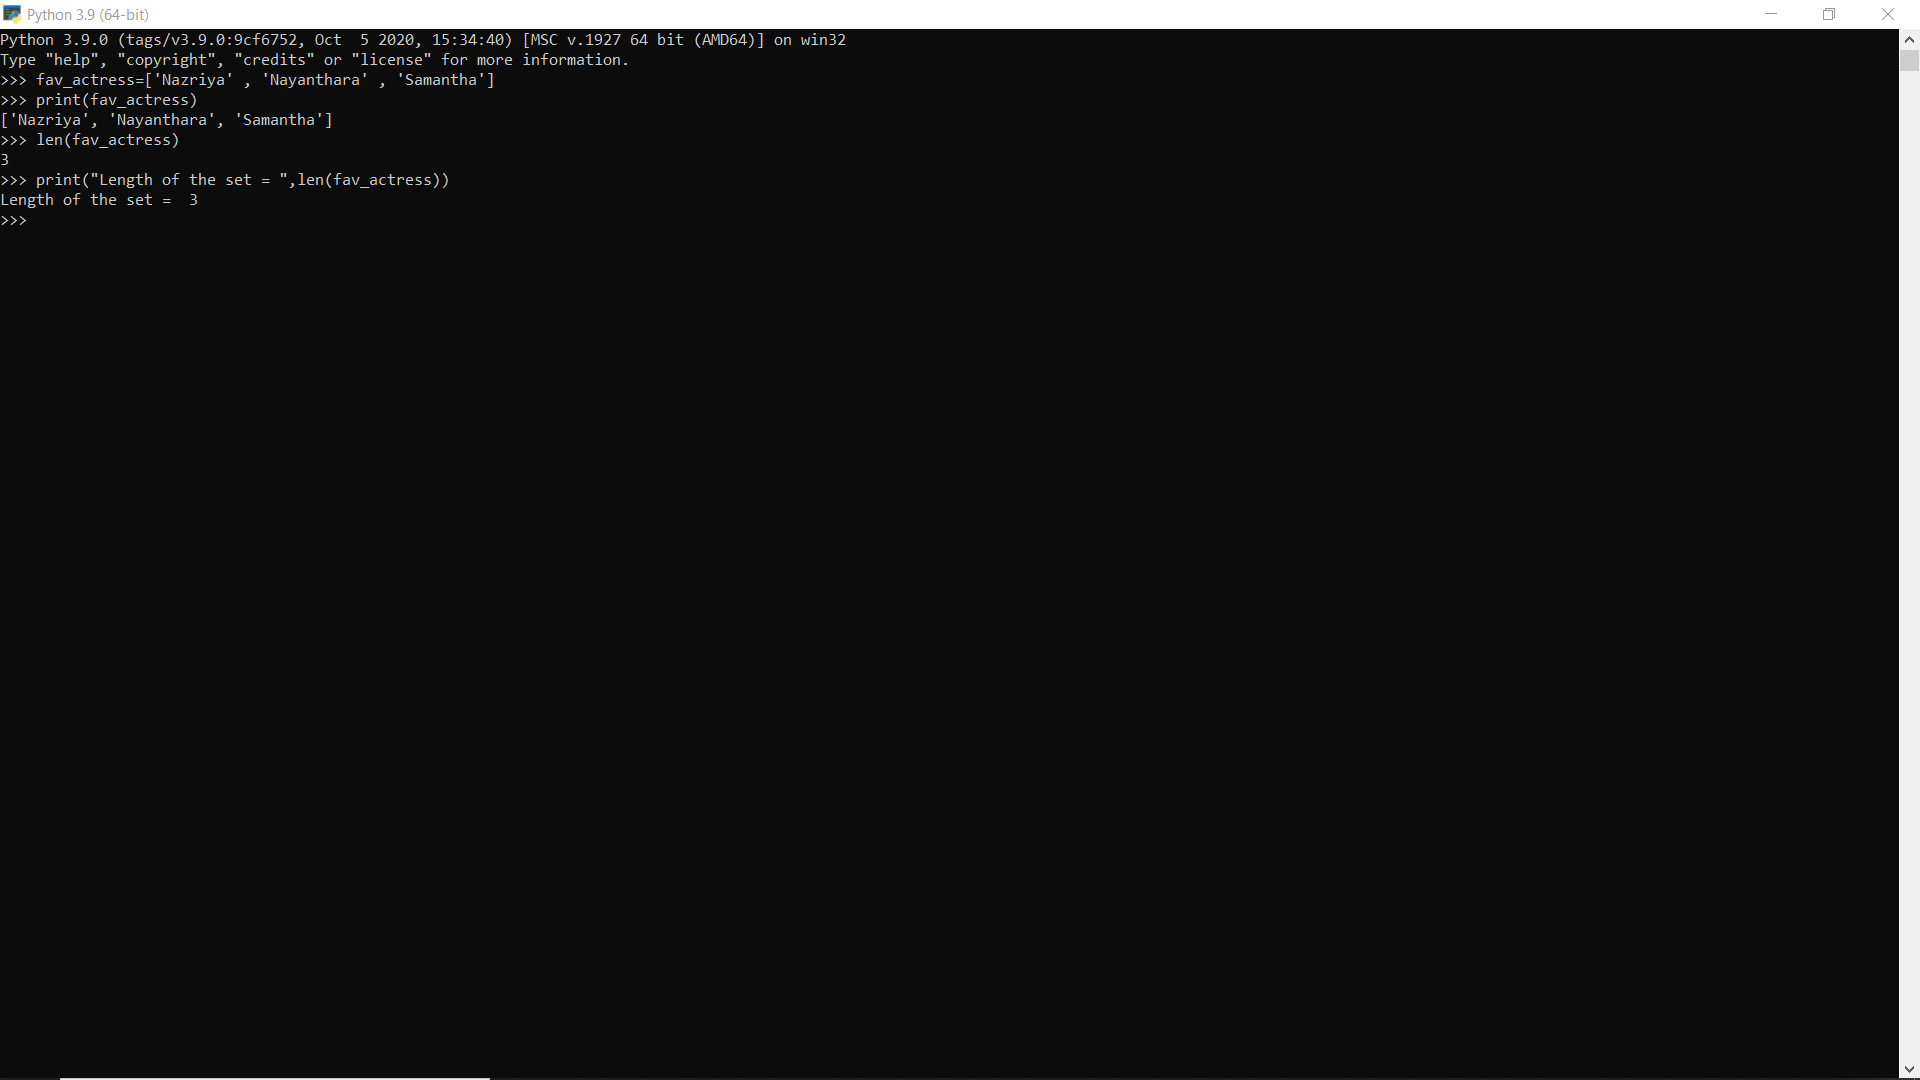 Python 3.9 (64-bit)
Python 3.9.0 (tags/v3.9.0:9cf6752, Oct  5 2020, 15:34:40) [MSC v.1927 64 bit (AMD64)] on win32
Type "help", "copyright", "credits" or "license" for more information.
>>> fav_actress=['Nazriya' , 'Nayanthara' , 'Samantha']
>>> print(fav_actress)
['Nazriya', 'Nayanthara', 'Samantha']
>>> len(fav_actress)
3
>>> print("Length of the set = ",len(fav_actress))
Length of the set =  3
>>>